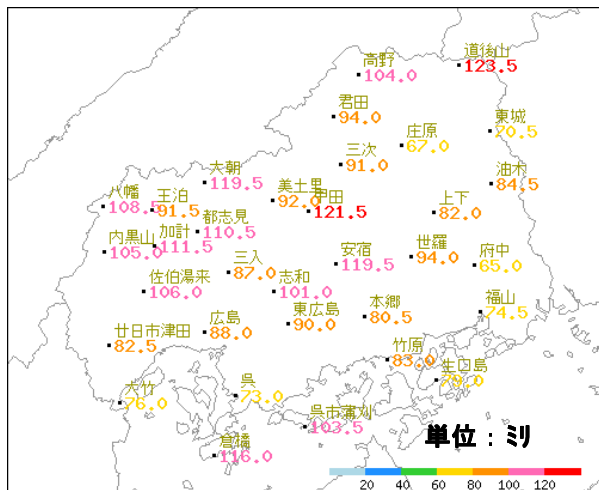 道後山
123.5
高野
104.0
君田
94.0
東城
70.5
庄原
67.0
三次
91.0
油木
84.5
大朝
119.5
八幡
108.5
王泊
91.5
美土里
92.0
甲田
121.5
上下
82.0
都志見
110.5
加計
111.5
内黒山
105.0
三入
87.0
安宿
119.5
世羅
94.0
府中
65.0
佐伯湯来
106.0
志和
101.0
福山
74.5
本郷
80.5
東広島
90.0
広島
88.0
廿日市津田
82.5
竹原
83.0
生口島
79.0
大竹
76.0
呉
73.0
呉市蒲刈
103.5
倉橋
116.0
単位：ミリ
20 40 60 80 100 120